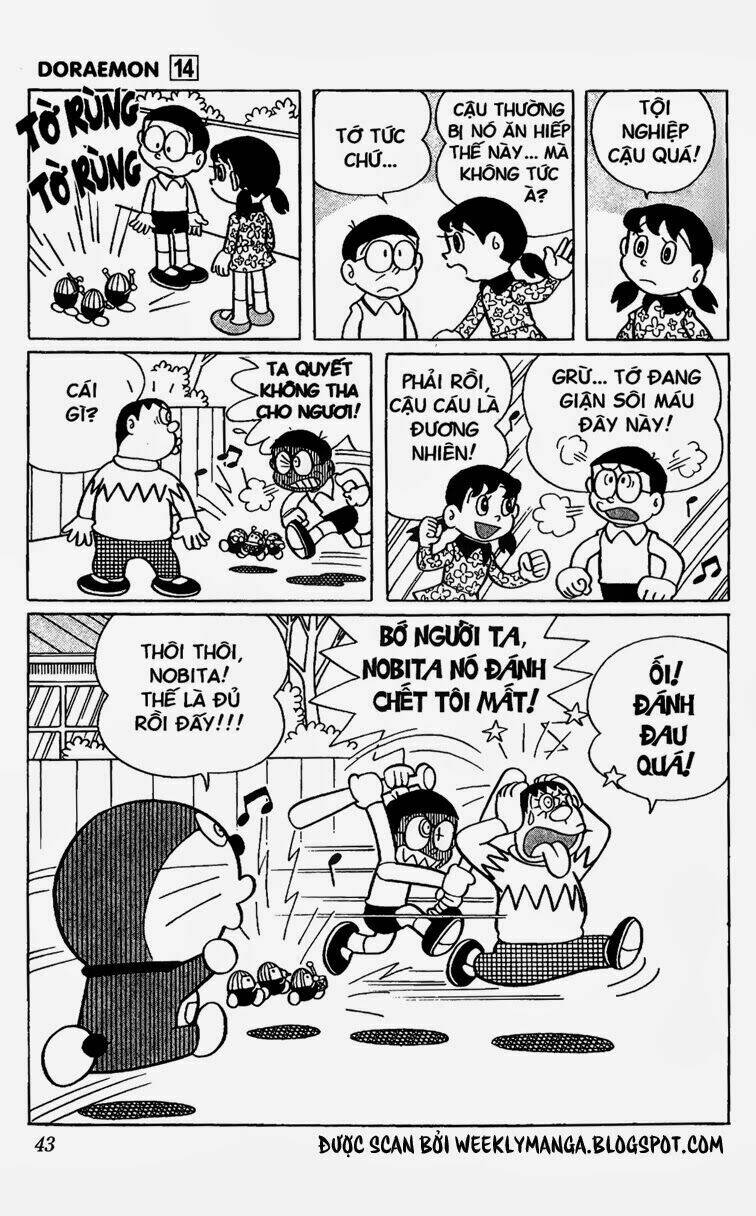 DORAEMON 14
TỘI
NGHIỆP
CẬU QUÁ!
CẬU THƯỜNG
BỊ NÓ ĂN HIẾP
THẾ NÀY... MÀ
KHÔNG TỨC
À?
TỚ TỨC
CHỨ...
TỜ RÙNG
TỜ RÙNG
GRỪ... TỚ ĐANG
GIẬN SÔI MÁU
ĐÂY NÀY!
PHẢI RỒI,
CẬU CÁU LÀ
ĐƯƠNG
NHIÊN!
TA QUYẾT
KHÔNG THA
CHO NGƯƠI!
CÁI
GÌ?
ỐI!
ĐÁNH
ĐAU
QUÁ!
BỚ NGƯỜI TA,
NOBITA NÓ ĐÁNH
CHẾT TÔI MẤT!
THÔI THÔI,
NOBITA!
THẾ LÀ ĐỦ
RỒI ĐẤY!!!
43
ĐƯỢC SCAN BỞI WEEKLYMANGA.BLOGSPOT.COM